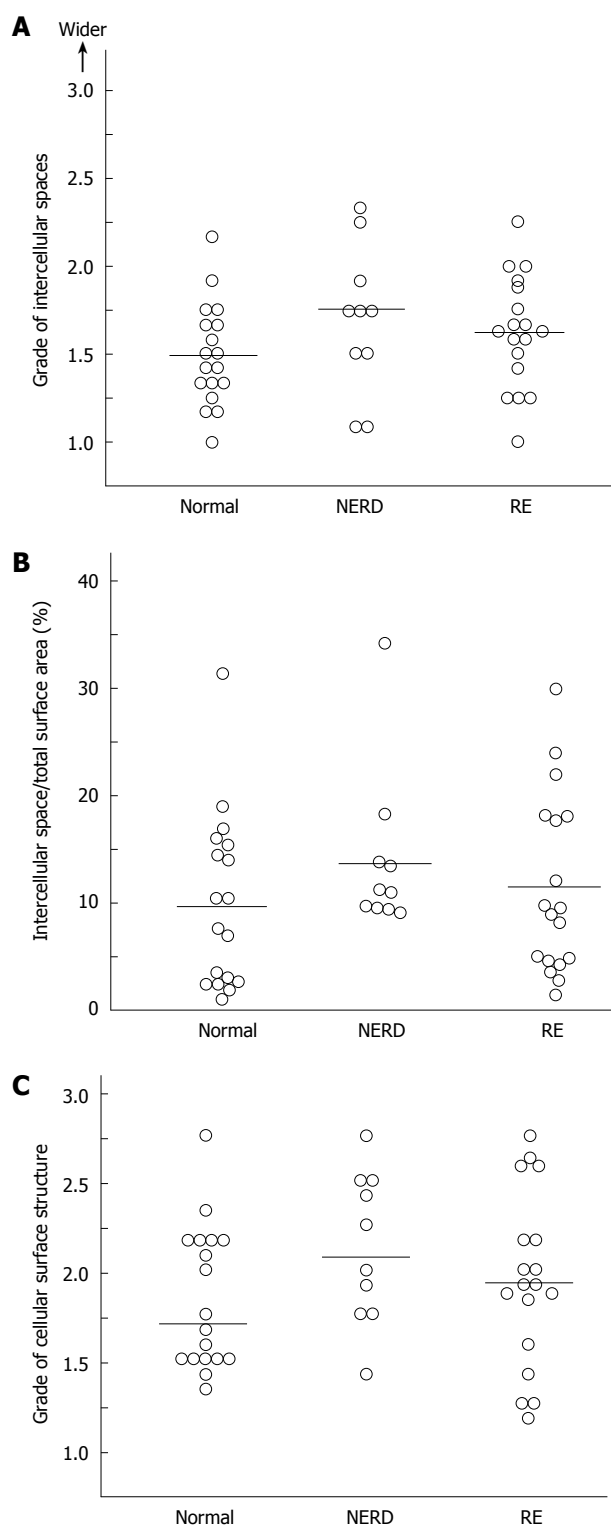 A
Wider
Grade of intercellular spaces
3.0
2.5
2.0
1.5
1.0
Normal NERD RE
B
Intercellular space/total surface area (%)
40
30
20
10
0
Normal NERD RE
C
Grade of cellular surface structure
3.0
2.5
2.0
1.5
1.0
Normal NERD RE